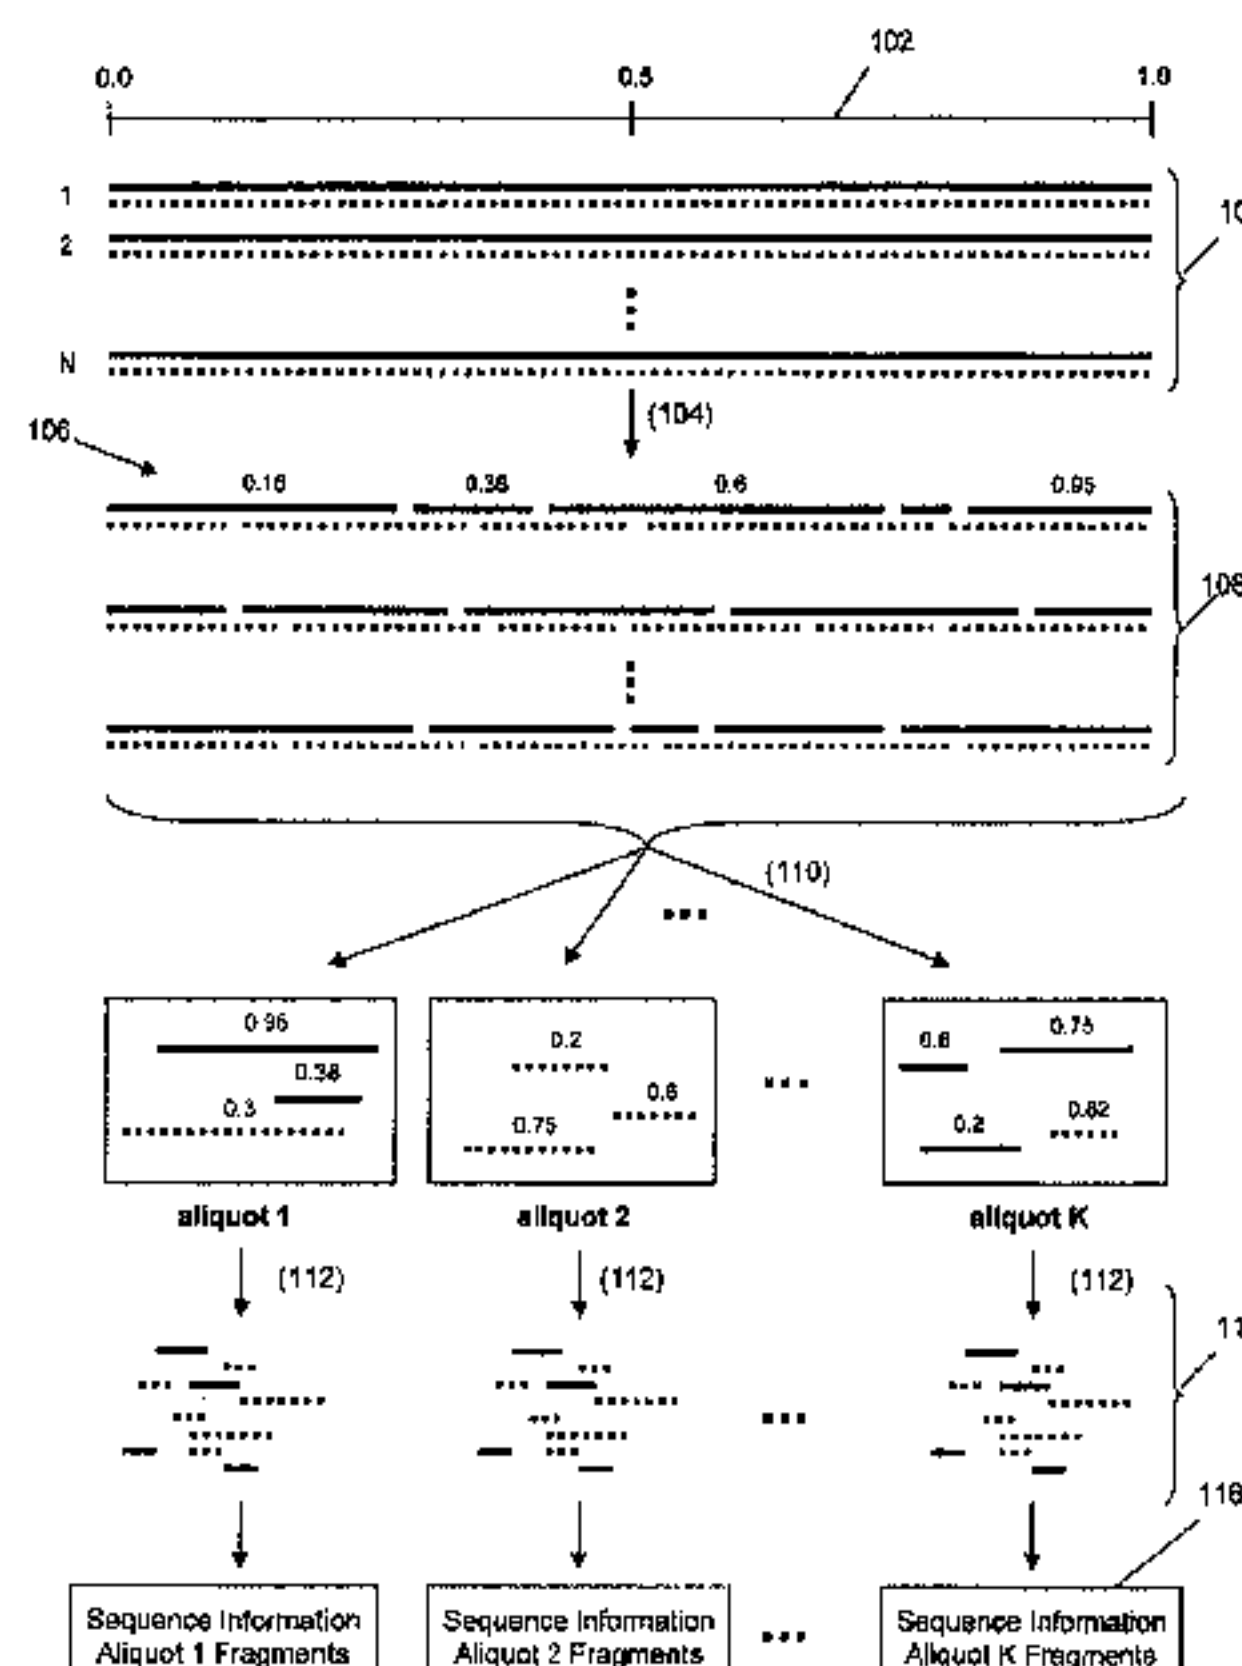 102
0.0 0.5 1.0
1
2
N
(104)
106
0.16 0.38 0.6 0.95
108
(110)
0.95 0.2 0.6 0.75
0.38 0.6
0.3 0.75 0.2 0.82
aliquot 1 aliquot 2 aliquot K
(112) (112) (112)
116
Sequence Information Sequence Information Sequence Information
Aliquot 1 Fragments Aliquot 2 Fragments Aliquot K Fragments